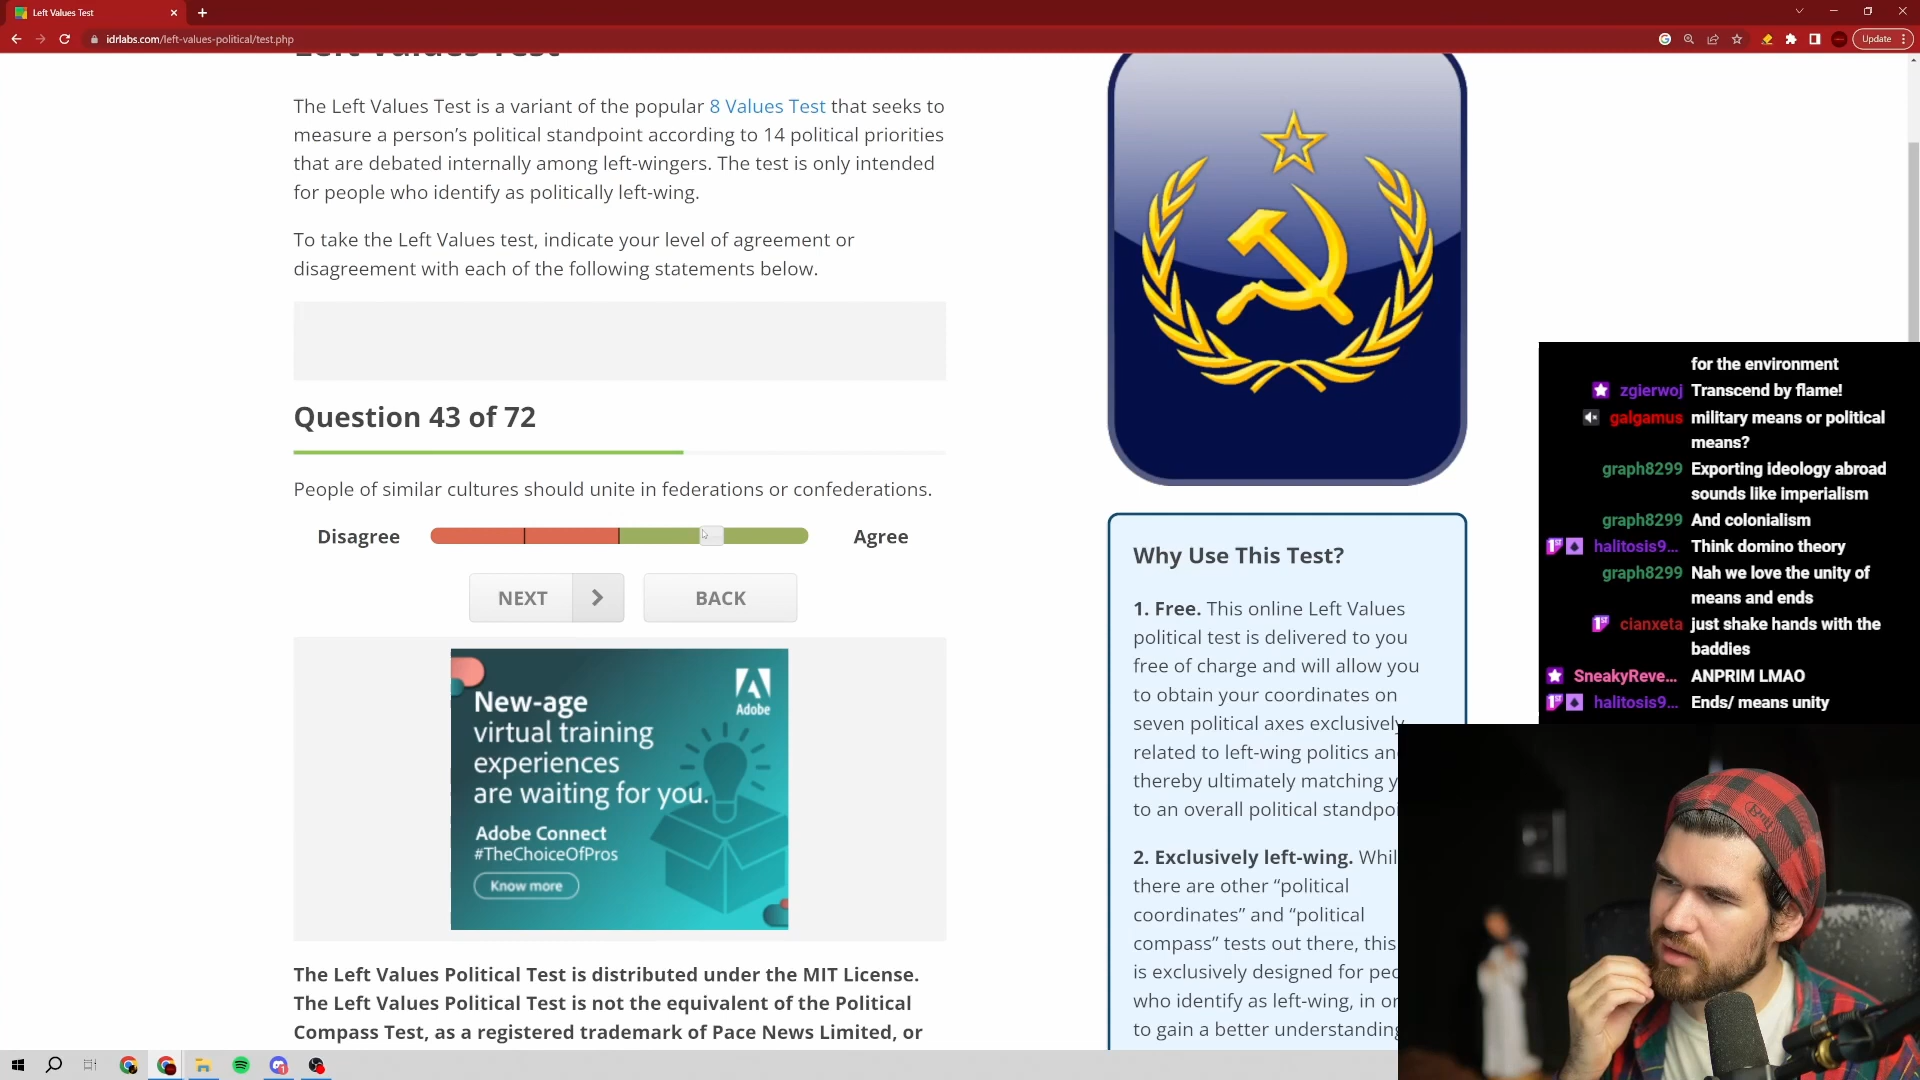 Left Values Test
idrlabs.com/left-values-political/test.php
Update
Left Values Test
The Left Values Test is a variant of the popular 8 Values Test that seeks to
measure a person's political standpoint according to 14 political priorities
that are debated internally among left-wingers. The test is only intended
for people who identify as politically left-wing.
To take the Left Values test, indicate your level of agreement or
disagreement with each of the following statements below.
Question 43 of 72
People of similar cultures should unite in federations or confederations.
Disagree
Agree
NEXT
BACK
New-age
virtual training
experiences
are waiting for you.
Adobe Connect
#TheChoiceOfPros
Know more
Adobe
The Left Values Political Test is distributed under the MIT License.
The Left Values Political Test is not the equivalent of the Political
Compass Test, as a registered trademark of Pace News Limited, or
Why Use This Test?
1. Free. This online Left Values
political test is delivered to you
free of charge and will allow you
to obtain your coordinates on
seven political axes exclusively
related to left-wing politics an
thereby ultimately matching y
to an overall political standpoi
2. Exclusively left-wing. Whil
there are other “political
coordinates” and “political
compass” tests out there, this
is exclusively designed for peo
who identify as left-wing, in or
to gain a better understanding
for the environment
zgierwoj Transcend by flame!
galgamus military means or political
means?
graph8299 Exporting ideology abroad
sounds like imperialism
graph8299 And colonialism
halitosis9... Think domino theory
graph8299 Nah we love the unity of
means and ends
cianxeta just shake hands with the
baddies
SneakyReve... ANPRIM LMAO
halitosis9... Ends/ means unity